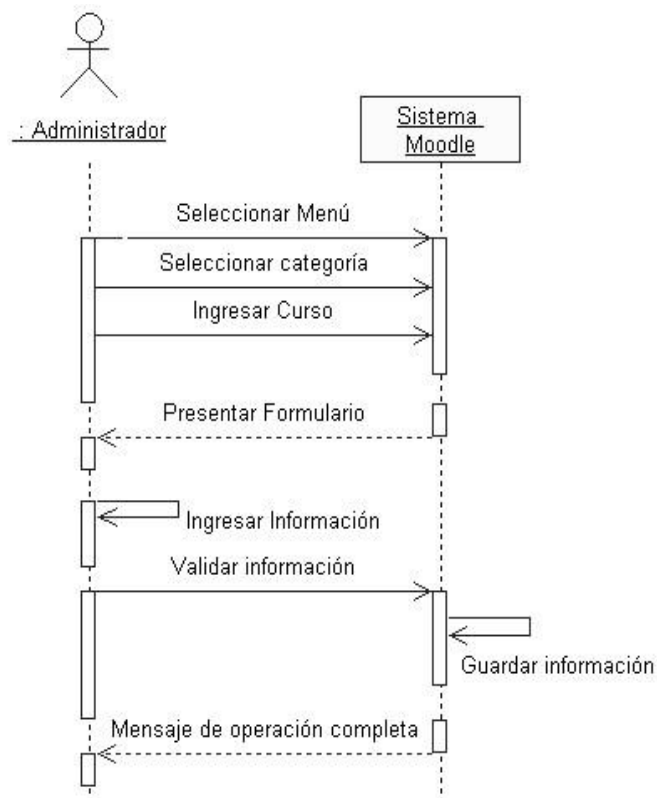 _: Administrador
Sistema
Moodle
Seleccionar Menú
Seleccionar categoría
Ingresar Curso
Presentar Formulario
Ingresar Información
Validar información
Guardar información
Mensaje de operación completa